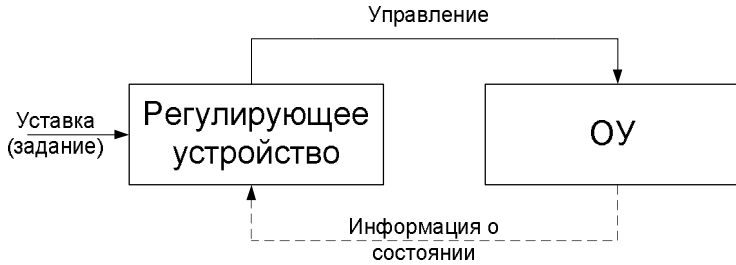 Управление
Уставка
(задание)
Регулирующее
устройство
ОУ
Информация о
состоянии